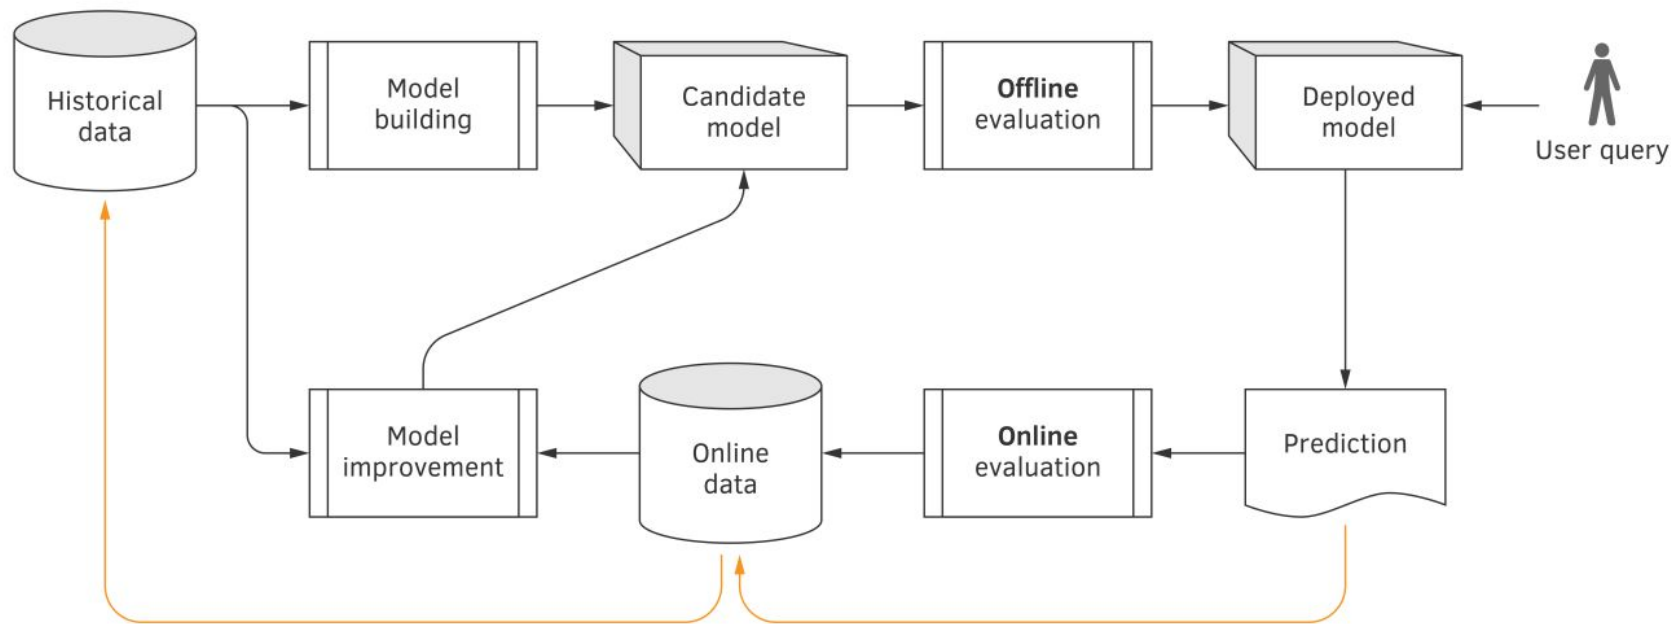 Historical
data
Model
building
Candidate
model
Offline
evaluation
Deployed
model
User query
Model
improvement
Online
data
Online
evaluation
Prediction